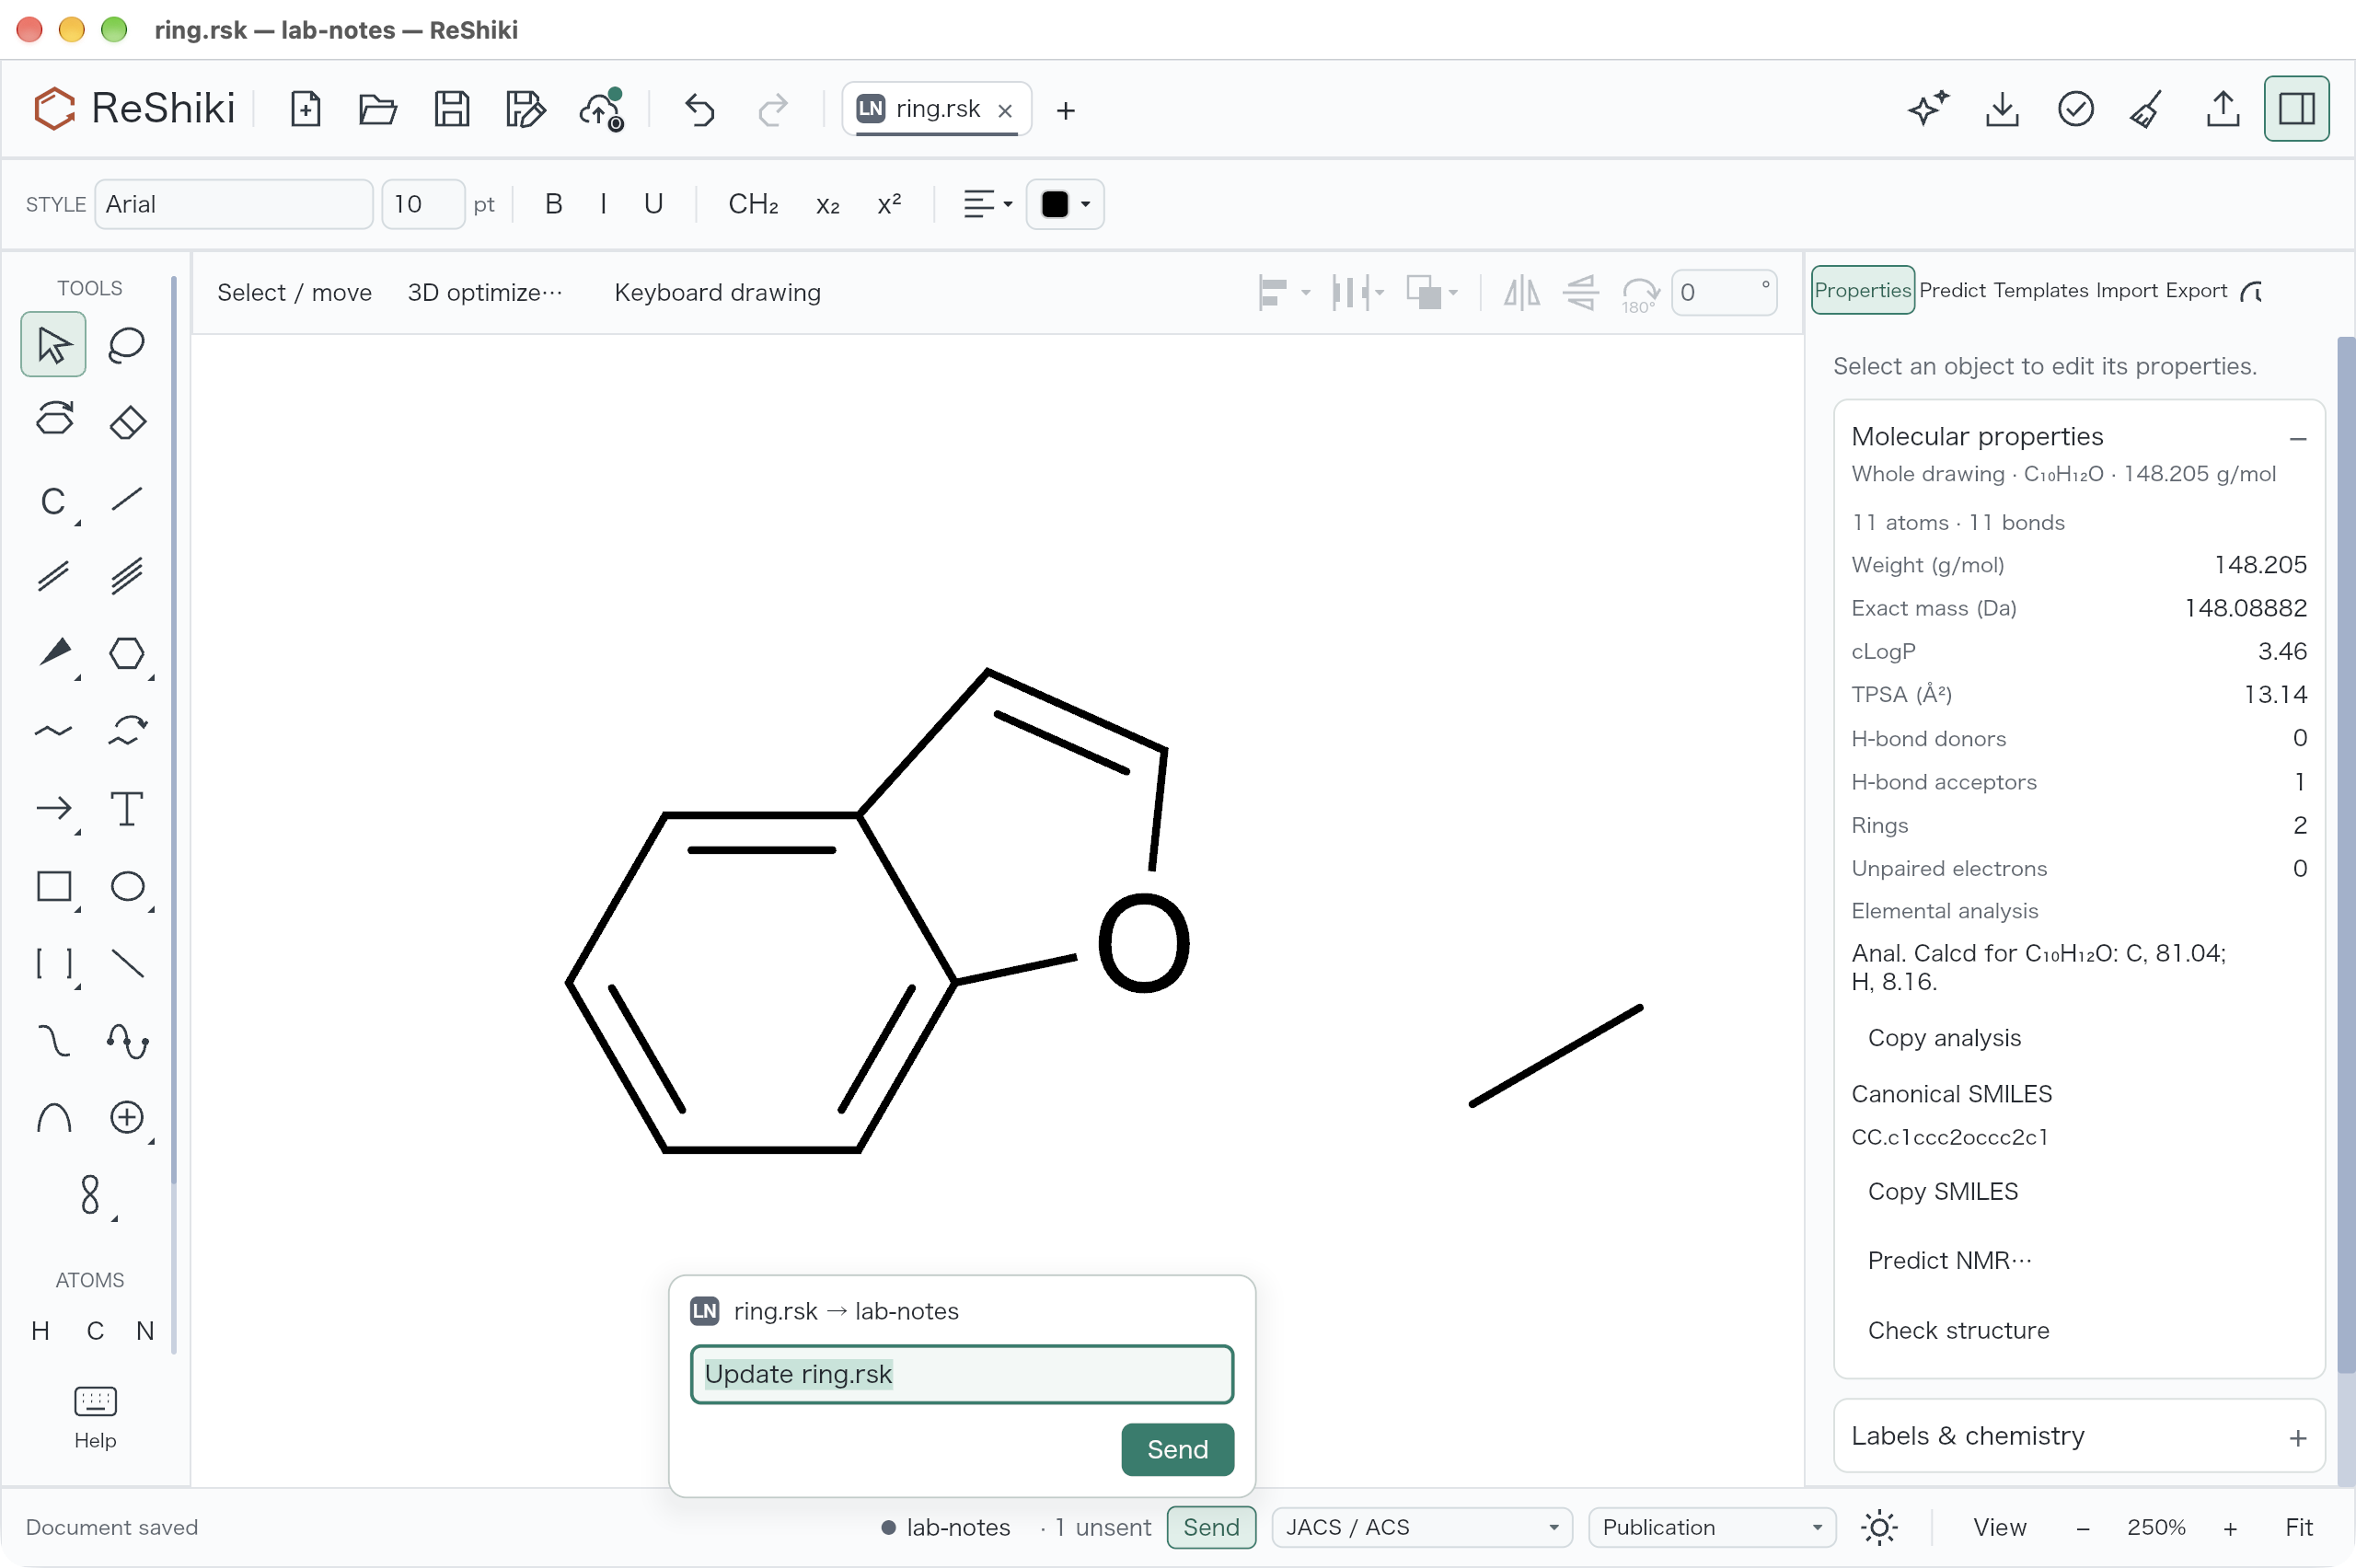 ring.rsk — lab-notes — ReShiki
ReShiki
LN ring.rsk × +
STYLE Arial 10 pt B I U CH₂ x₂ x²
TOOLS
Select / move 3D optimize… Keyboard drawing
180° 0 °
Properties Predict Templates Import Export
C
T
ATOMS
H C N
Help
O
Select an object to edit its properties.
Molecular properties −
Whole drawing · C₁₀H₁₂O · 148.205 g/mol
11 atoms · 11 bonds
Weight (g/mol) 148.205
Exact mass (Da) 148.08882
cLogP 3.46
TPSA (Å²) 13.14
H-bond donors 0
H-bond acceptors 1
Rings 2
Unpaired electrons 0
Elemental analysis
Anal. Calcd for C₁₀H₁₂O: C, 81.04;
H, 8.16.
Copy analysis
Canonical SMILES
CC.c1ccc2occc2c1
Copy SMILES
Predict NMR…
Check structure
Labels & chemistry +
LN ring.rsk → lab-notes
Update ring.rsk
Send
Document saved
lab-notes · 1 unsent Send JACS / ACS Publication View − 250% + Fit